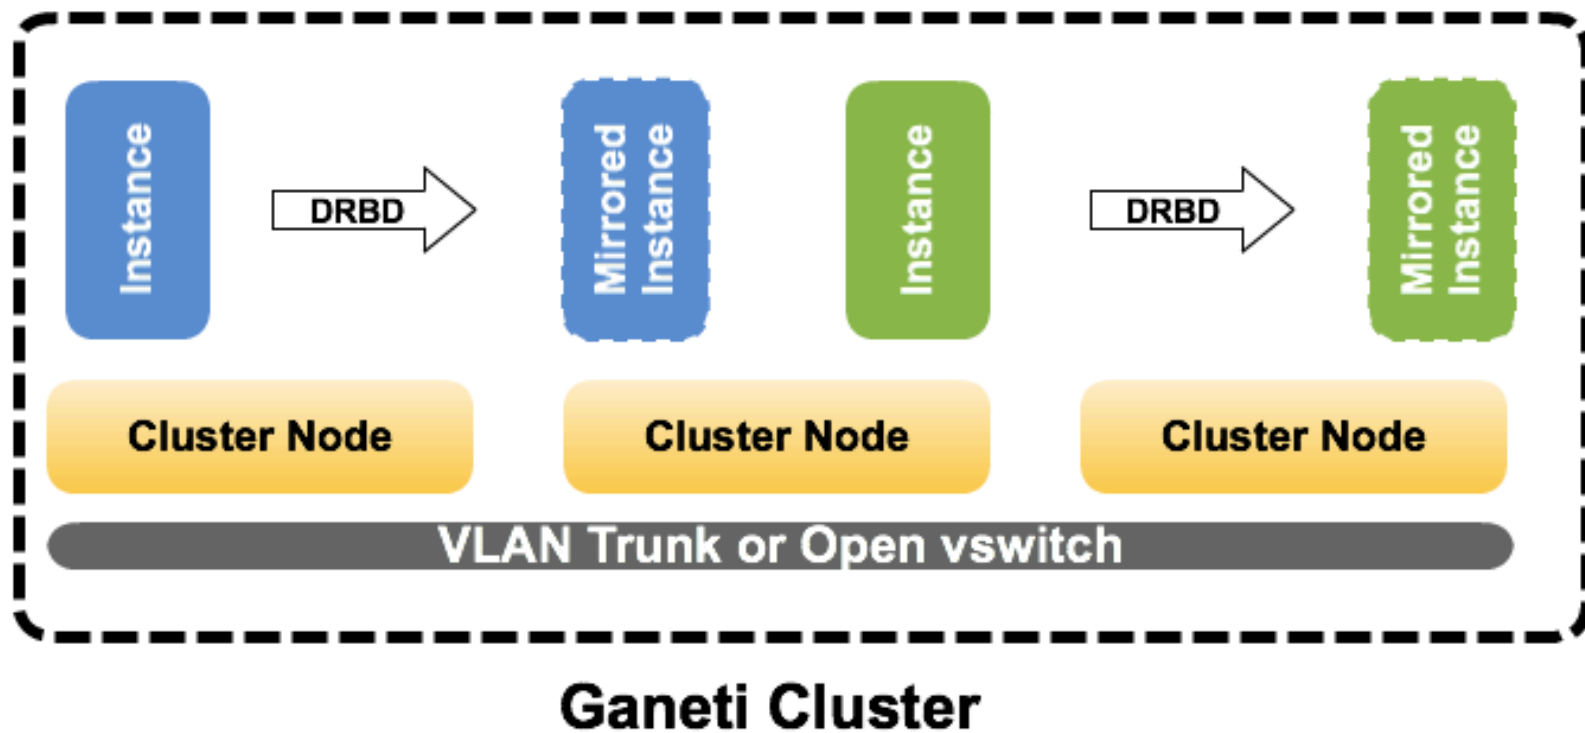 Instance
DRBD
Mirrored
Instance
Instance
DRBD
Mirrored
Instance
Cluster Node
Cluster Node
Cluster Node
VLAN Trunk or Open vswitch
Ganeti Cluster